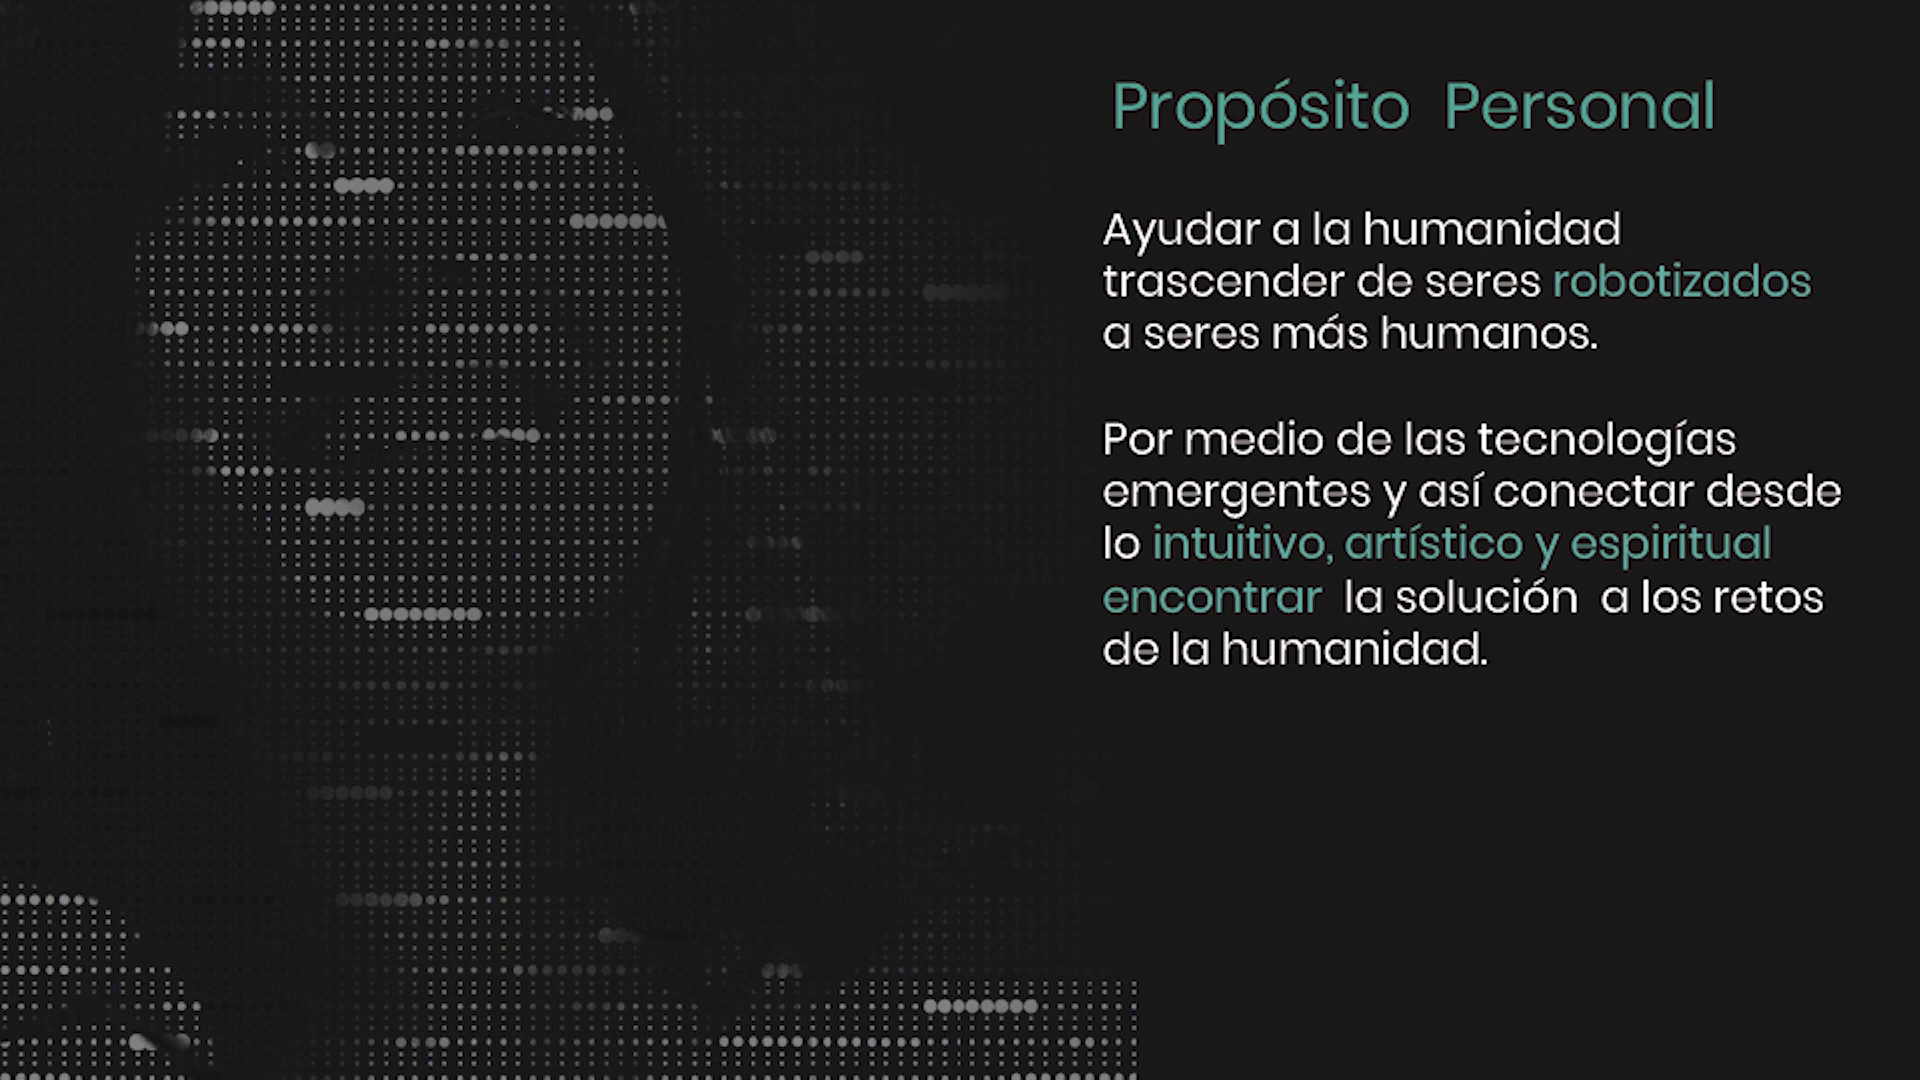 Propósito Personal
Ayudar a la humanidad
trascender de seres robotizados
a seres más humanos.
Por medio de las tecnologías
emergentes y así conectar desde
lo intuitivo, artístico y espiritual
encontrar la solución a los retos
de la humanidad.